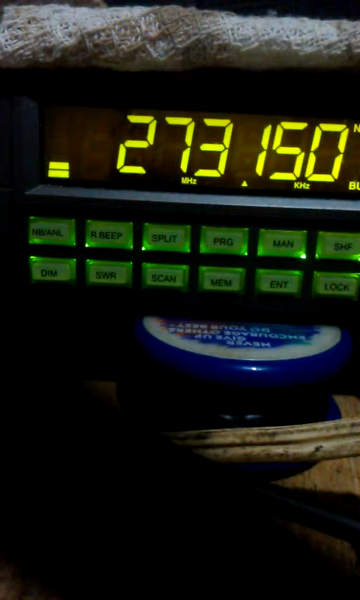 273.150
MHz KHz
NB/ANL R.BEEP SPLIT PRG MAN SHF
DIM SWR SCAN MEM ENT LOCK
NEVER
GIVE UP
ENCOURAGE OTHERS
DO YOUR BEST